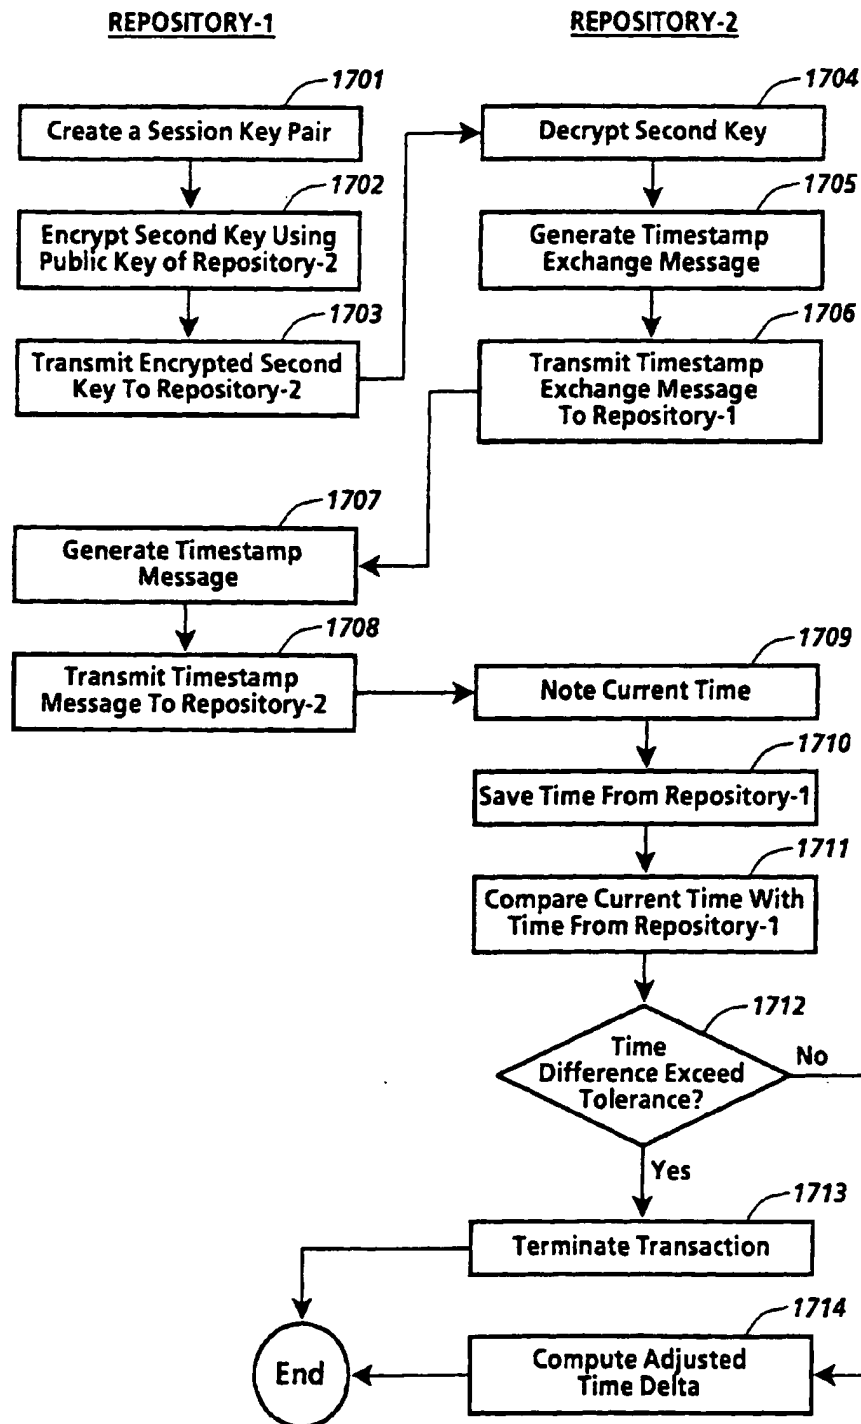 REPOSITORY-1
REPOSITORY-2
1701
Create a Session Key Pair
1702
Encrypt Second Key Using
Public Key of Repository-2
1703
Transmit Encrypted Second
Key To Repository-2
1704
Decrypt Second Key
1705
Generate Timestamp
Exchange Message
1706
Transmit Timestamp
Exchange Message
To Repository-1
1707
Generate Timestamp
Message
1708
Transmit Timestamp
Message To Repository-2
1709
Note Current Time
1710
Save Time From Repository-1
1711
Compare Current Time With
Time From Repository-1
1712
Time
Difference Exceed
Tolerance?
No
Yes
1713
Terminate Transaction
1714
Compute Adjusted
Time Delta
End